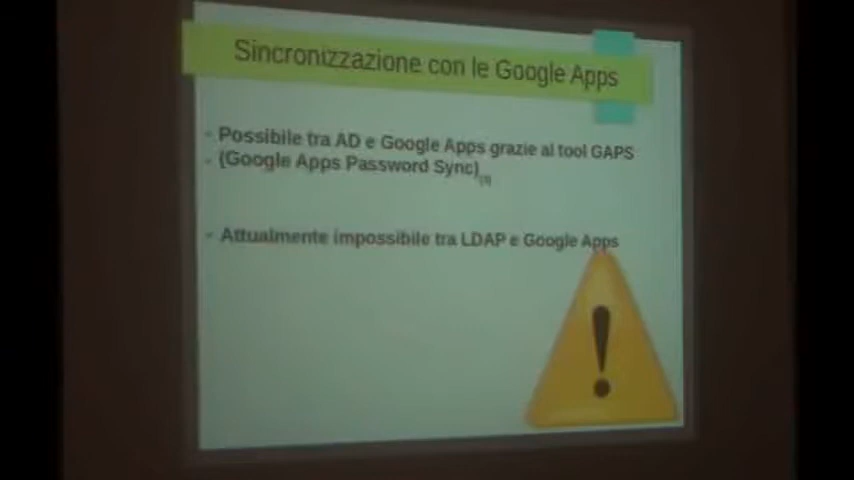 Sincronizzazione con le Google Apps
- Possibile tra AD e Google Apps grazie al tool GAPS
- (Google Apps Password Sync)
- Attualmente impossibile tra LDAP e Google Apps